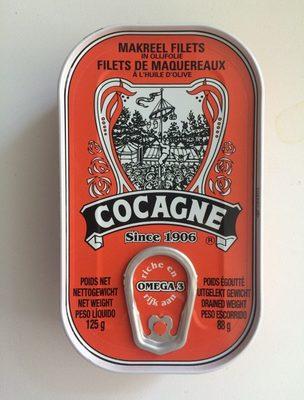 MAKREEL FILETS
IN OLIJFOLIE
FILETS DE MAQUEREAUX
À L'HUILE D'OLIVE
COCAGNE
Since 1906
®
riche en
OMEGA-3
rijk aan
POIDS NET
NETTOGEWICHT
NET WEIGHT
PESO LÍQUIDO
125 g
POIDS ÉGOUTTÉ
UITGELEKT GEWICHT
DRAINED WEIGHT
PESO ESCORRIDO
88 g